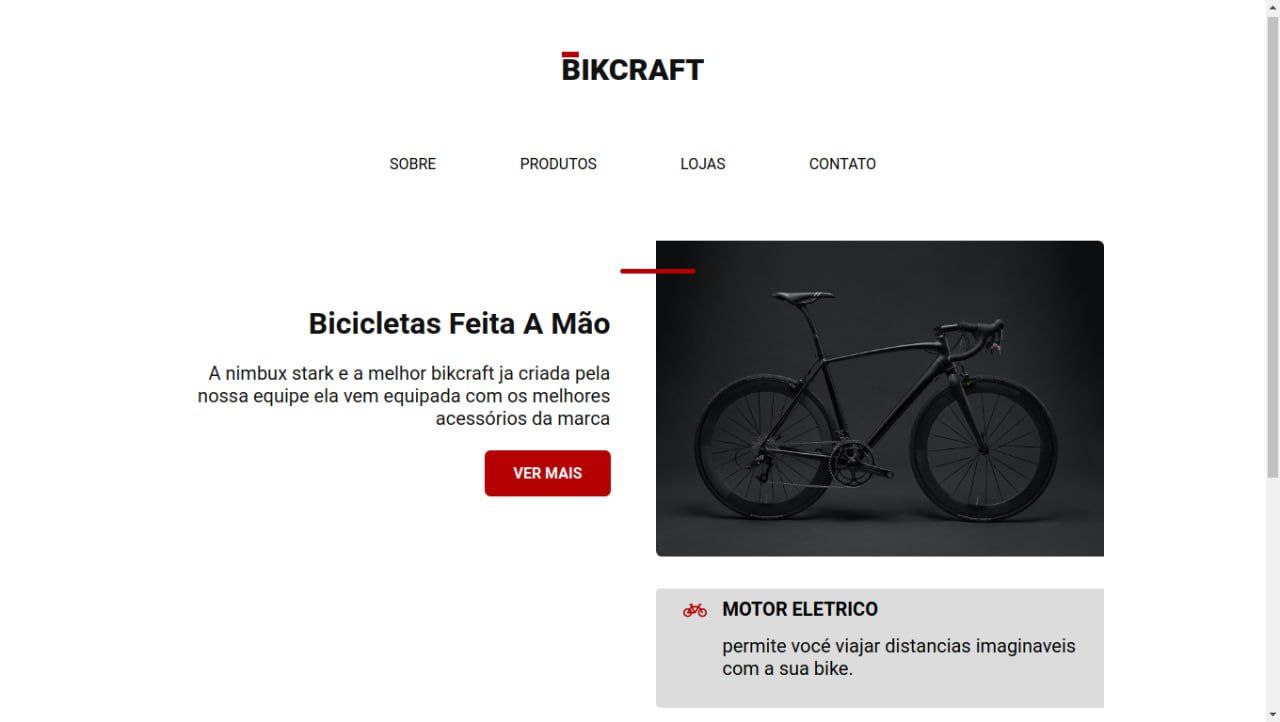 BIKCRAFT
SOBRE PRODUTOS LOJAS CONTATO
Bicicletas Feita A Mão
A nimbux stark e a melhor bikcraft ja criada pela
nossa equipe ela vem equipada com os melhores
acessórios da marca
VER MAIS
MOTOR ELETRICO
permite vocé viajar distancias imaginaveis
com a sua bike.